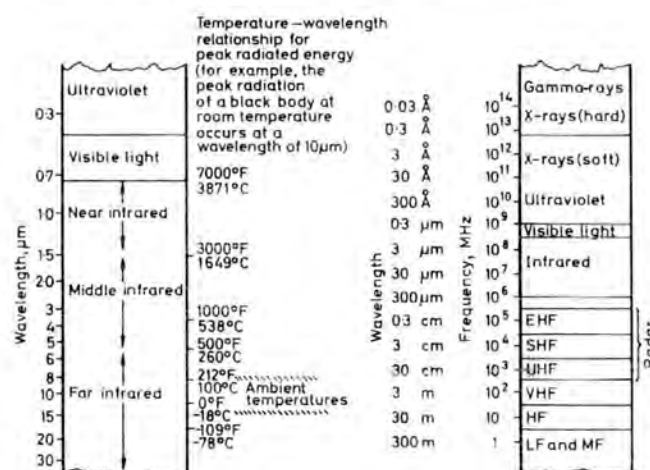 Temperature–wavelength
relationship for
peak radiated energy
(for example, the
peak radiation
of a black body at
room temperature
occurs at a
wavelength of 10μm)
Wavelength, μm
0·3
0·7
1·0
1·5
2·0
3
4
5
6
8
10
15
20
30
Ultraviolet
Visible light
Near infrared
Middle infrared
Far infrared
7000°F
3871°C
3000°F
1649°C
1000°F
538°C
500°F
260°C
212°F
100°C
0°F
-18°C
-109°F
-78°C
Ambient
temperatures
Wavelength
0·03 Å
0·3 Å
3 Å
30 Å
300 Å
0·3 μm
3 μm
30 μm
300μm
0·3 cm
3 cm
30 cm
3 m
30 m
300 m
Frequency, MHz
10¹⁴
10¹³
10¹²
10¹¹
10¹⁰
10⁹
10⁸
10⁷
10⁶
10⁵
10⁴
10³
10²
10
1
Gamma-rays
X-rays(hard)
X-rays(soft)
Ultraviolet
Visible light
Infrared
EHF
SHF
UHF
VHF
HF
LF and MF
Radar